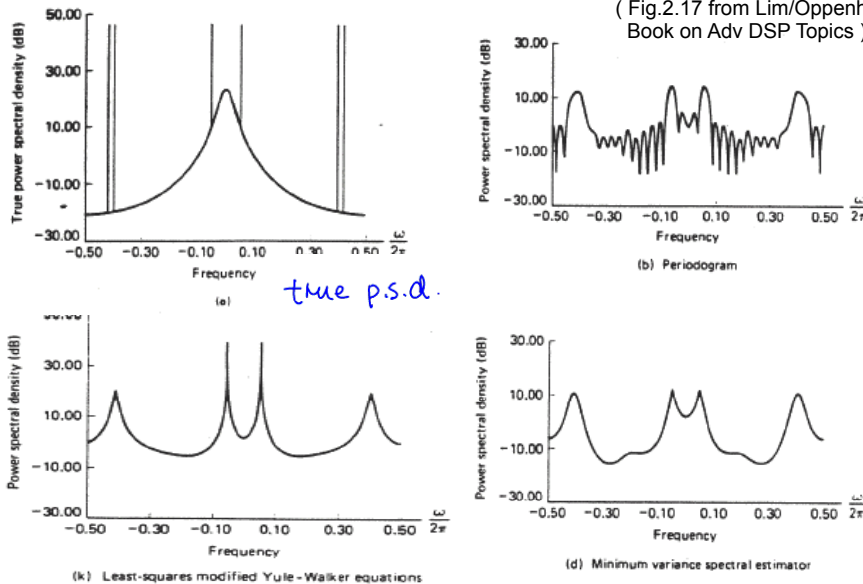 ( Fig.2.17 from Lim/Oppenh
Book on Adv DSP Topics )
True power spectral density (dB)
50.00
10.00
−10.00
−30.00
−0.50 −0.30 −0.10 0.10 0.50
ω
2π
Frequency
(a)
true p.s.d.
Power spectral density (dB)
30.00
10.00
−10.00
−30.00
−0.50 −0.30 −0.10 0.10 0.30 0.50
ω
2π
Frequency
(b) Periodogram
Power spectral density (dB)
30.00
10.00
−10.00
−30.00
−0.50 −0.30 −0.10 0.10 0.30 0.50
ω
2π
Frequency
(k) Least-squares modified Yule-Walker equations
Power spectral density (dB)
30.00
10.00
−10.00
−30.00
−0.50 −0.30 −0.10 0.10 0.30 0.50
ω
2π
Frequency
(d) Minimum variance spectral estimator